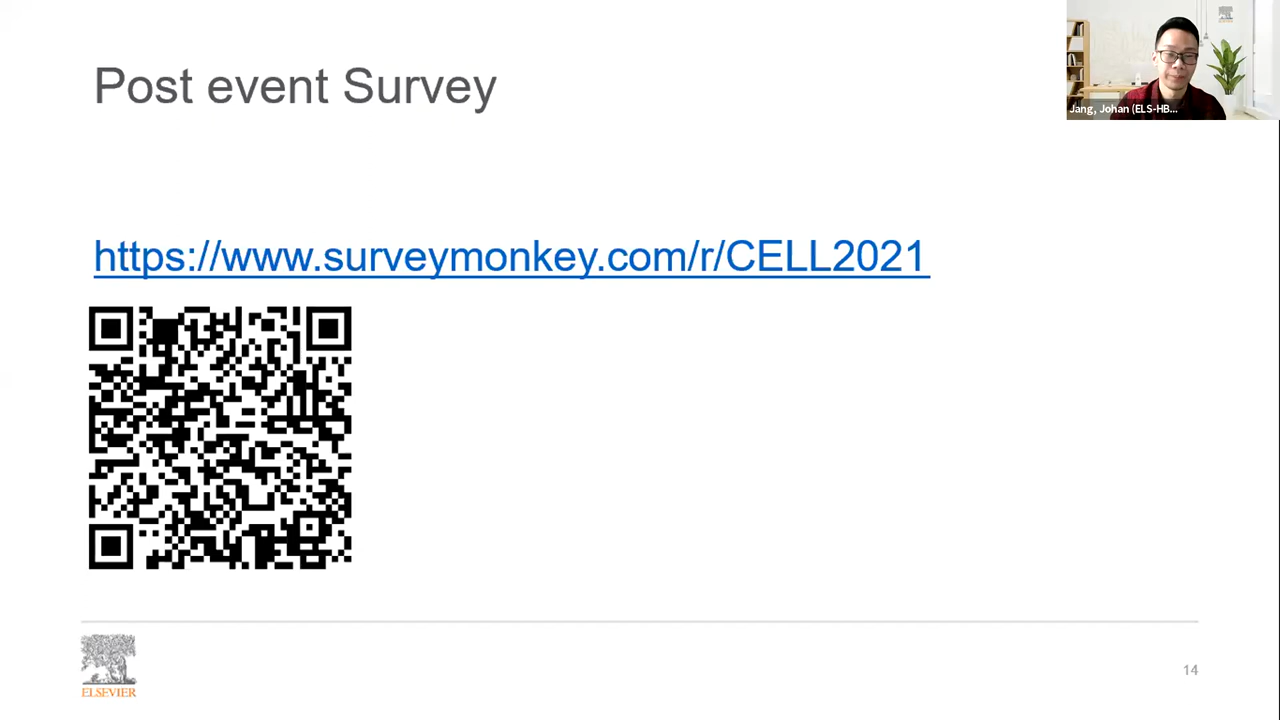 Post event Survey
Jang, Johan (ELS-HB...
https://www.surveymonkey.com/r/CELL2021
ELSEVIER
14